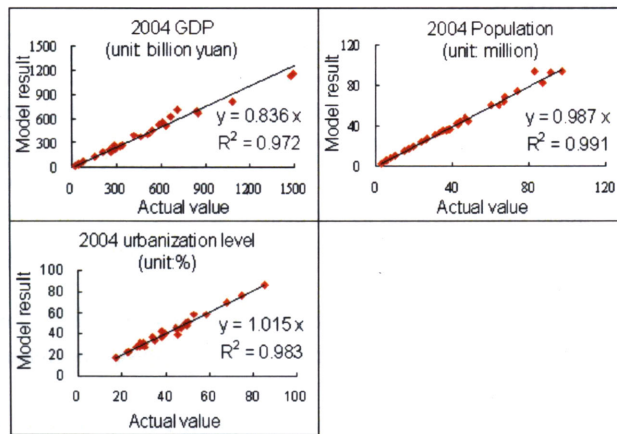 2004 GDP
(unit: billion yuan)
1500
1200
900
600
300
0
Model result
y = 0.836 x
R² = 0.972
0 300 600 900 1200 1500
Actual value
2004 Population
(unit: million)
120
80
40
0
Model result
y = 0.987 x
R² = 0.991
0 40 80 120
Actual value
2004 urbanization level
(unit:%)
100
80
60
40
20
0
Model result
y = 1.015 x
R² = 0.983
0 20 40 60 80 100
Actual value